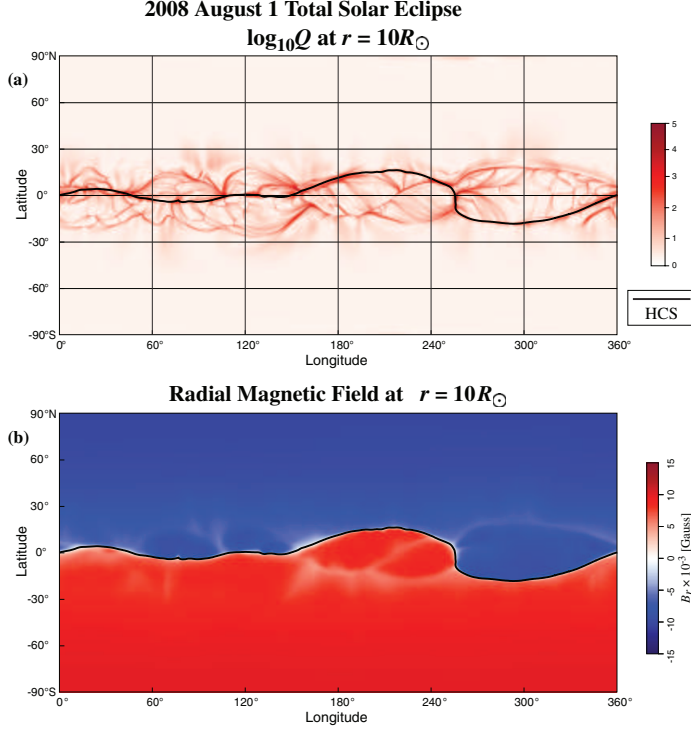 2008 August 1 Total Solar Eclipse
log₁₀Q at r = 10R☉
(a)
90°N
60°
30°
0°
-30°
-60°
-90°S
Latitude
0°
60°
120°
180°
240°
300°
360°
Longitude
5
4
3
2
1
0
HCS
Radial Magnetic Field at r = 10R☉
(b)
90°N
60°
30°
0°
-30°
-60°
-90°S
Latitude
0°
60°
120°
180°
240°
300°
360°
Longitude
15
10
5
0
-5
-10
-15
Bᵣ × 10⁻³ [Gauss]